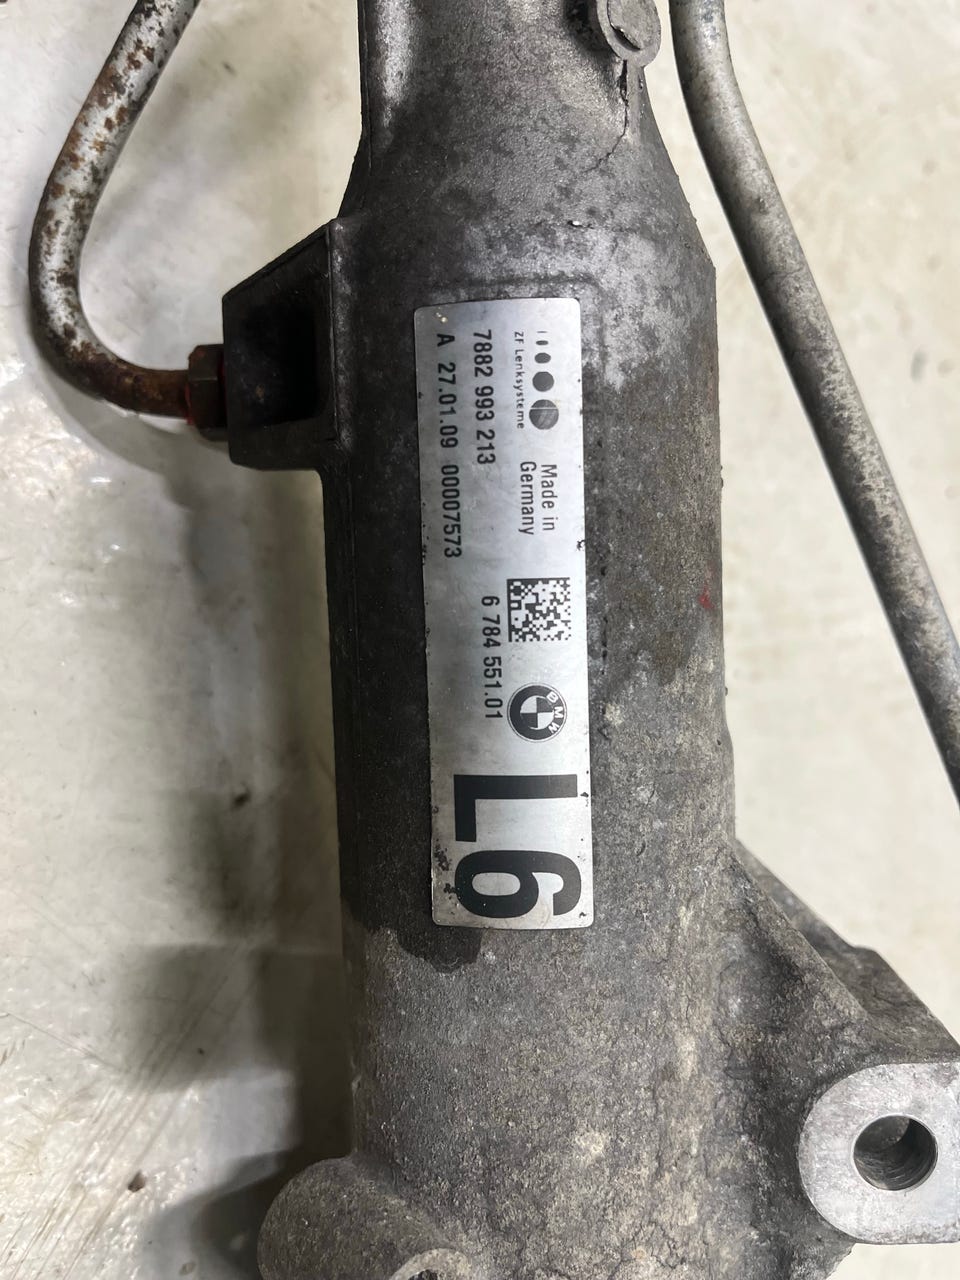 ZF Lenksysteme
Made in
Germany
7882 993 213
A 27.01.09 00007573
6 784 551.01
BMW
L6